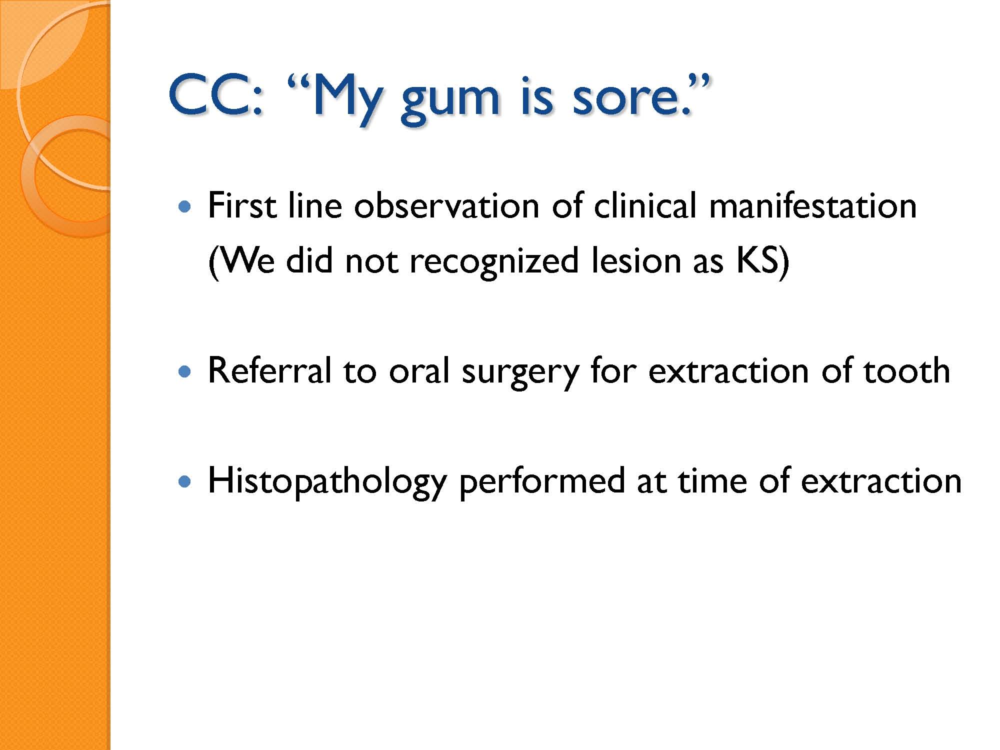 CC: “My gum is sore.”
• First line observation of clinical manifestation
(We did not recognized lesion as KS)
• Referral to oral surgery for extraction of tooth
• Histopathology performed at time of extraction